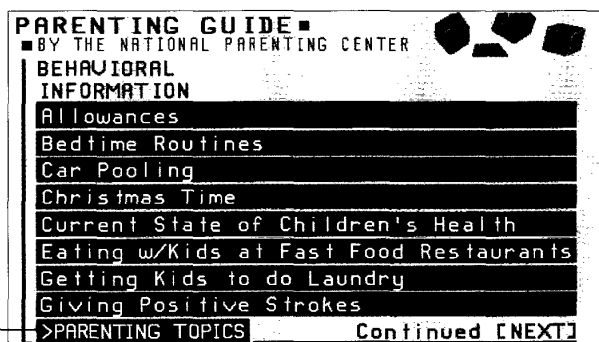 PARENTING GUIDE
BY THE NATIONAL PARENTING CENTER
BEHAVIORAL
INFORMATION
Allowances
Bedtime Routines
Car Pooling
Christmas Time
Current State of Children's Health
Eating w/Kids at Fast Food Restaurants
Getting Kids to do Laundry
Giving Positive Strokes
>PARENTING TOPICS Continued [NEXT]